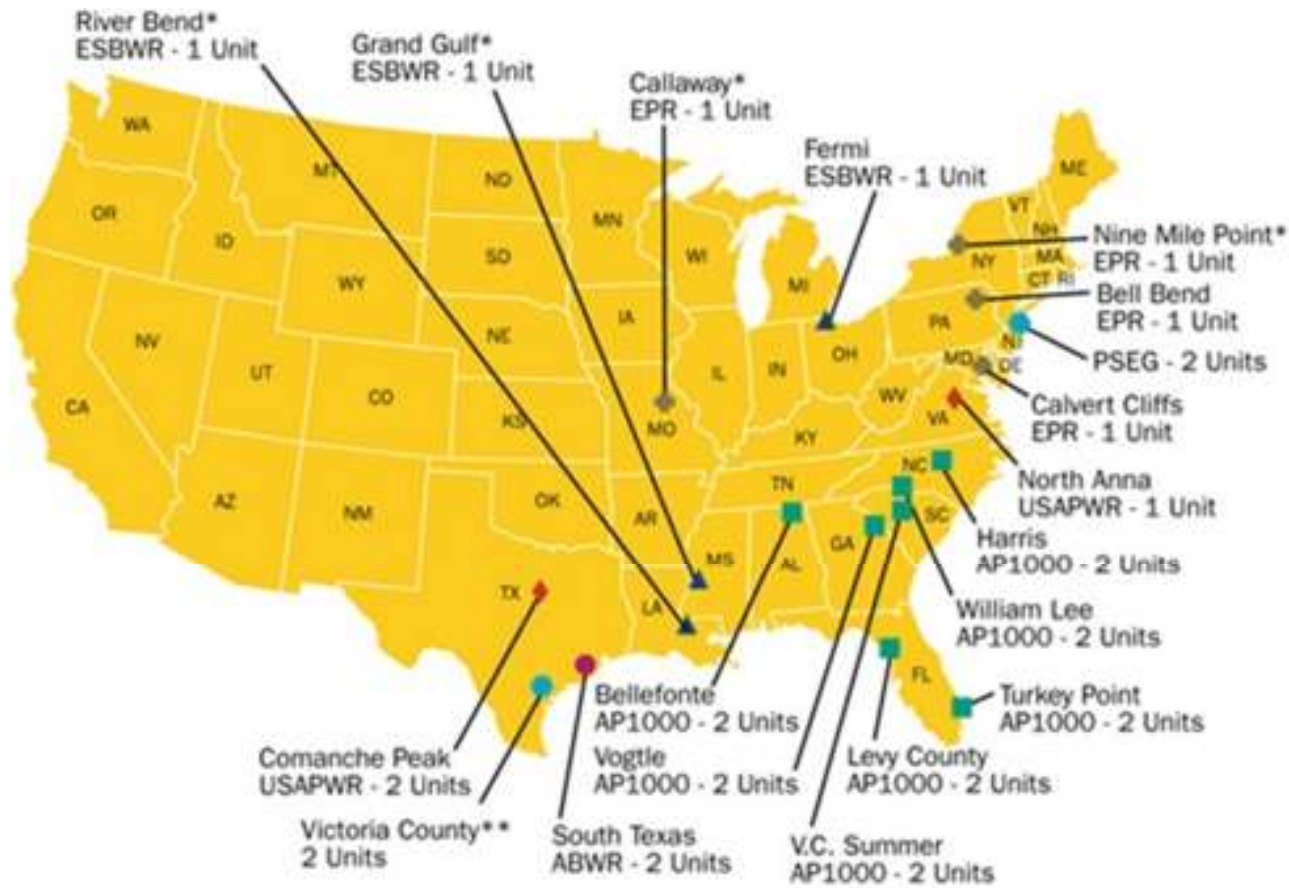 River Bend*
ESBWR - 1 Unit
Grand Gulf*
ESBWR - 1 Unit
Callaway*
EPR - 1 Unit
Fermi
ESBWR - 1 Unit
Nine Mile Point*
EPR - 1 Unit
Bell Bend
EPR - 1 Unit
PSEG - 2 Units
Calvert Cliffs
EPR - 1 Unit
North Anna
USAPWR - 1 Unit
Harris
AP1000 - 2 Units
William Lee
AP1000 - 2 Units
Turkey Point
AP1000 - 2 Units
Levy County
AP1000 - 2 Units
V.C. Summer
AP1000 - 2 Units
Bellefonte
AP1000 - 2 Units
Vogtle
AP1000 - 2 Units
South Texas
ABWR - 2 Units
Comanche Peak
USAPWR - 2 Units
Victoria County**
2 Units
WA
OR
CA
ID
NV
MT
WY
UT
AZ
CO
NM
ND
SD
NE
KS
OK
TX
MN
IA
MO
AR
LA
WI
IL
MS
MI
IN
KY
TN
AL
OH
WV
VA
NC
SC
GA
FL
PA
NY
VT
NH
ME
MA
CT RI
NJ
MD
DE